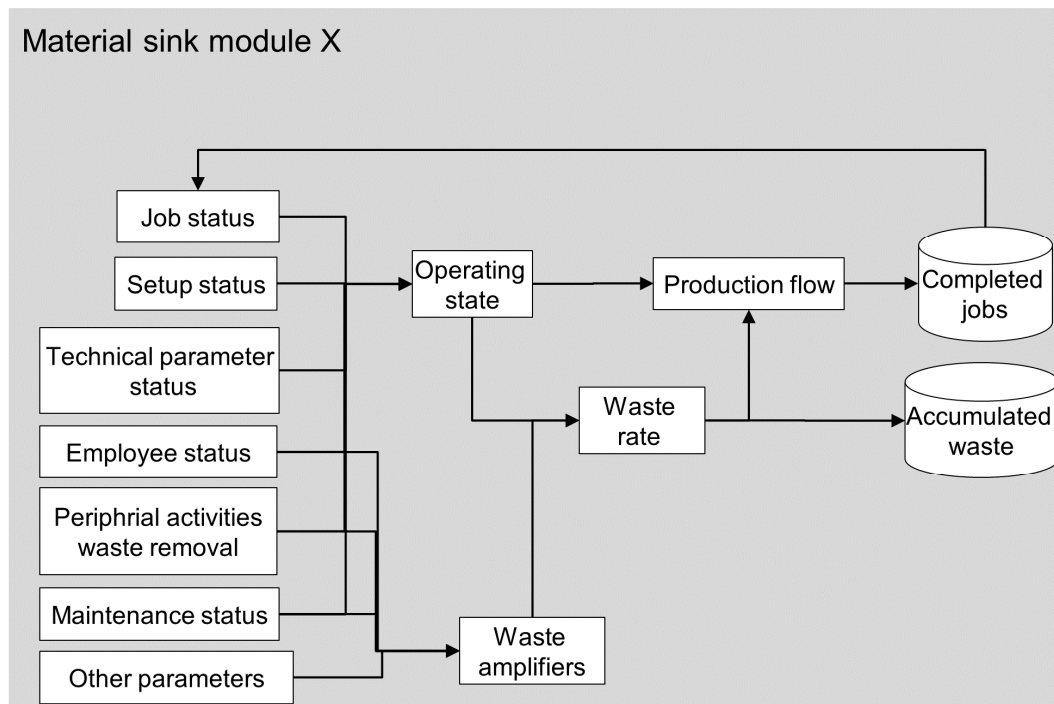 Material sink module X
Job status
Setup status
Technical parameter
status
Employee status
Periphrial activities
waste removal
Maintenance status
Other parameters
Operating
state
Waste
amplifiers
Production flow
Waste
rate
Completed
jobs
Accumulated
waste